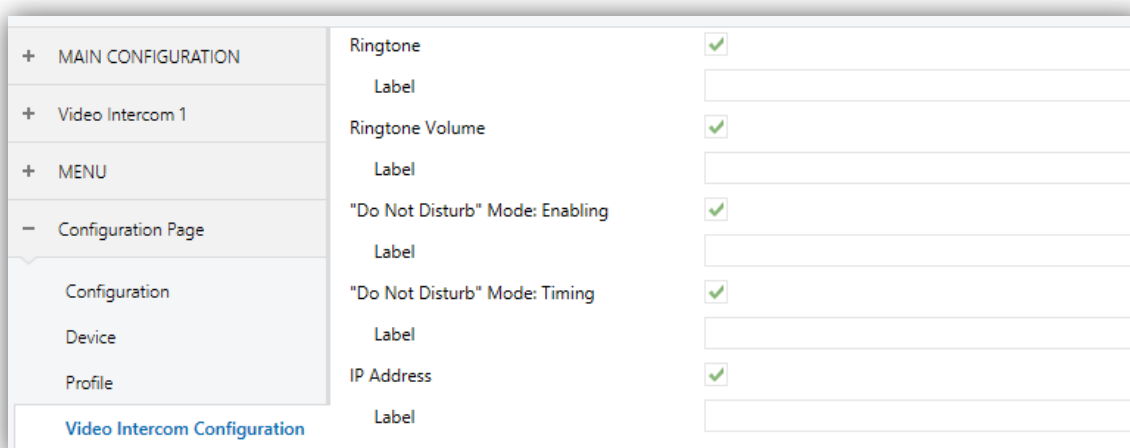 MAIN CONFIGURATION
Video Intercom 1
MENU
Configuration Page
Configuration
Device
Profile
Video Intercom Configuration
Ringtone
Label
Ringtone Volume
Label
"Do Not Disturb" Mode: Enabling
Label
"Do Not Disturb" Mode: Timing
Label
IP Address
Label